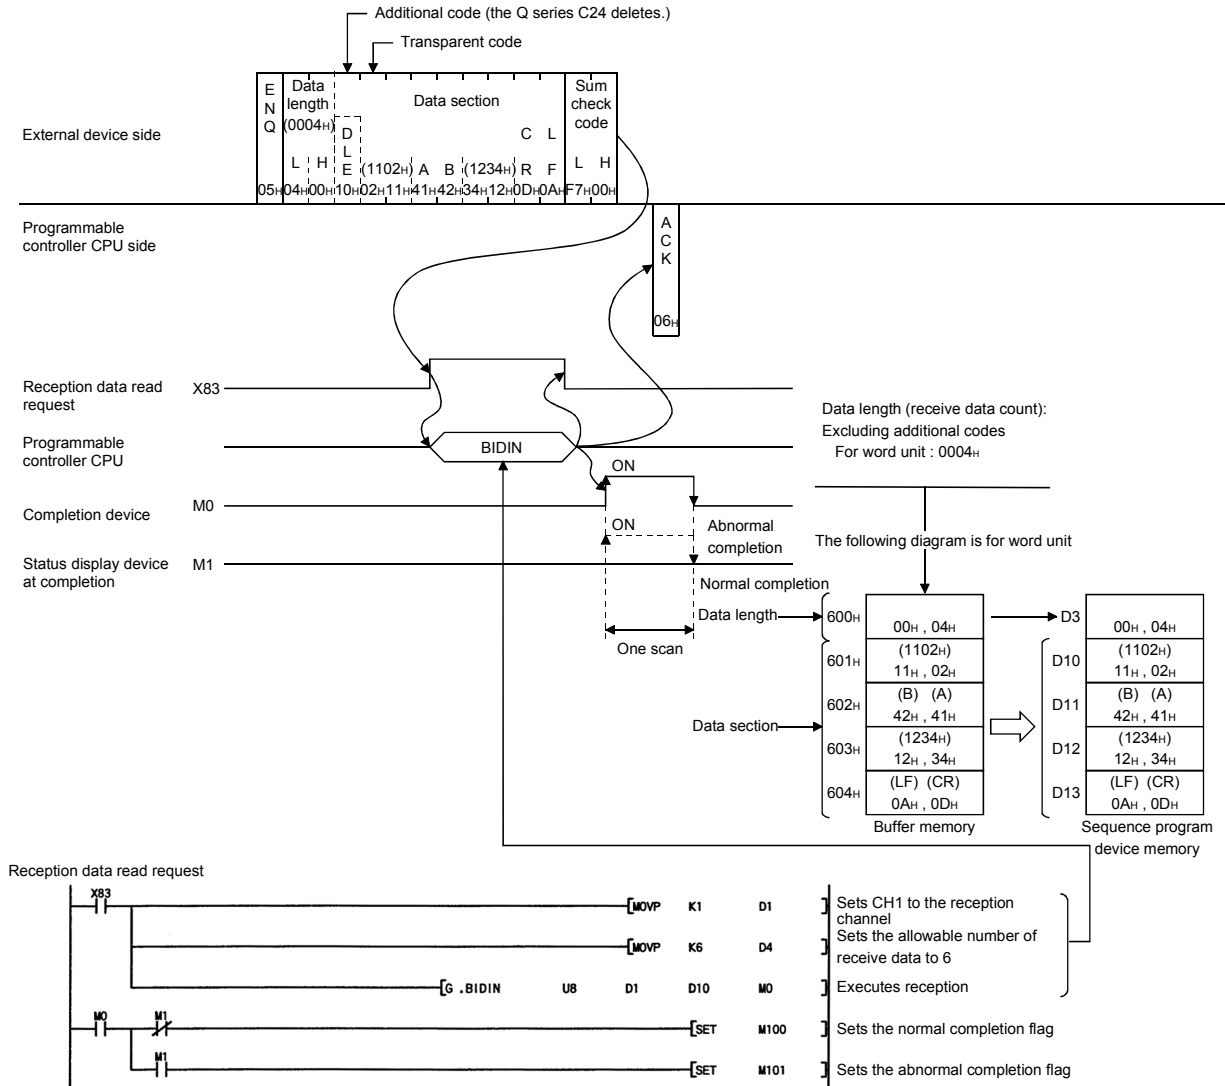 Additional code (the Q series C24 deletes.)
Transparent code
External device side
ENQ
05H
Data length
(0004H)
L H
04H 00H
DLE
10H
Data section
(1102H) A B (1234H) CR LF
02H 11H 41H 42H 34H 12H 0DH 0AH
Sum check code
L H
F7H 00H
Programmable
controller CPU side
ACK
06H
Reception data read
request
X83
Programmable
controller CPU
BIDIN
Data length (receive data count):
Excluding additional codes
For word unit : 0004H
Completion device
M0
ON
ON
Abnormal
completion
Status display device
at completion
M1
Normal completion
One scan
The following diagram is for word unit
Data length
600H
00H , 04H
D3
00H , 04H
Data section
601H
(1102H)
11H , 02H
D10
(1102H)
11H , 02H
602H
(B) (A)
42H , 41H
D11
(B) (A)
42H , 41H
603H
(1234H)
12H , 34H
D12
(1234H)
12H , 34H
604H
(LF) (CR)
0AH , 0DH
D13
(LF) (CR)
0AH , 0DH
Buffer memory
Sequence program
device memory
Reception data read request
X83
[MOVP K1 D1 ]
Sets CH1 to the reception
channel
[MOVP K6 D4 ]
Sets the allowable number of
receive data to 6
[G .BIDIN U8 D1 D10 M0 ]
Executes reception
M0 M1
[SET M100 ]
Sets the normal completion flag
M1
[SET M101 ]
Sets the abnormal completion flag